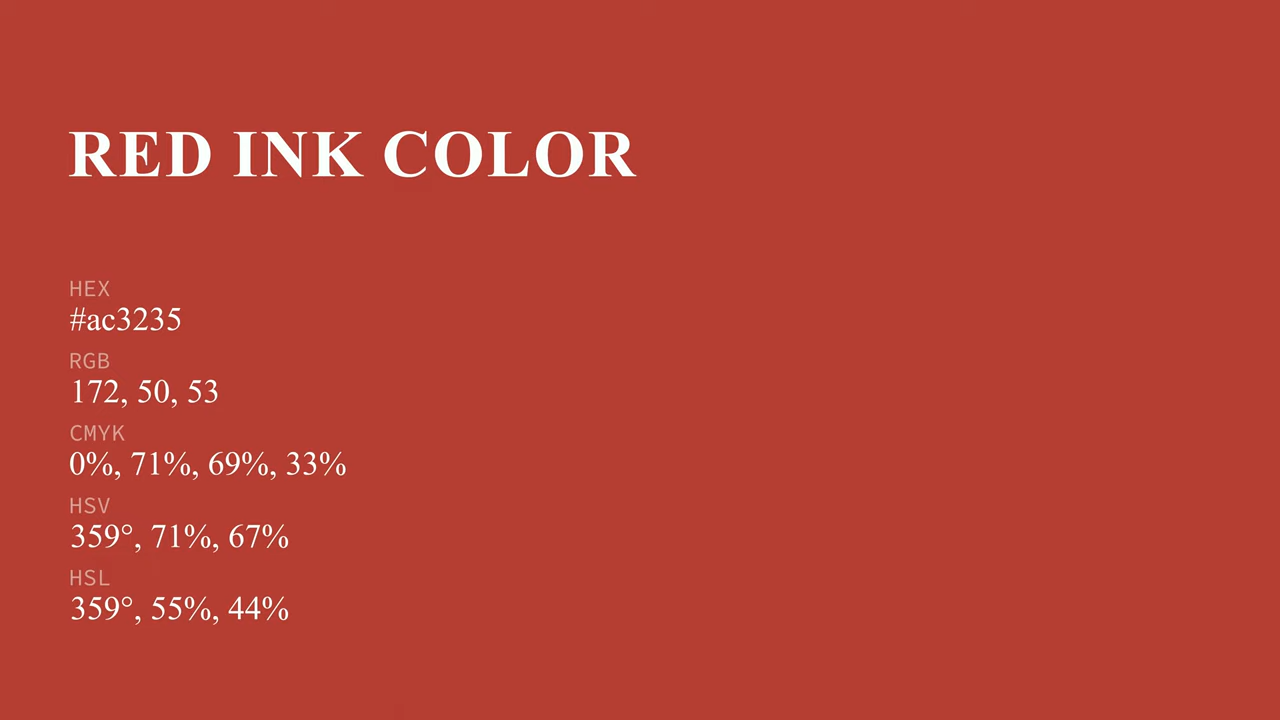 RED INK COLOR
HEX
#ac3235
RGB
172, 50, 53
CMYK
0%, 71%, 69%, 33%
HSV
359°, 71%, 67%
HSL
359°, 55%, 44%